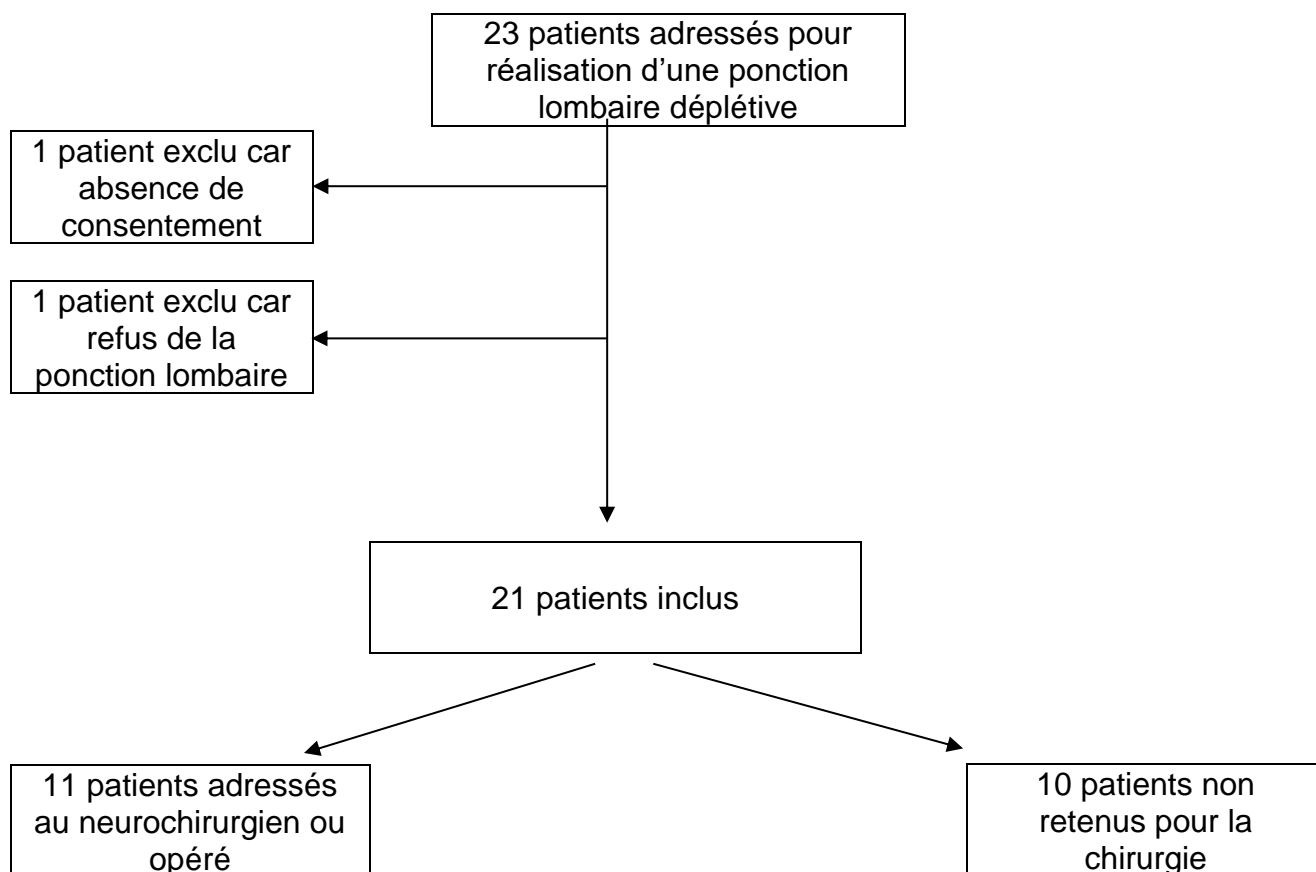 23 patients adressés pour
réalisation d’une ponction
lombaire déplétive
1 patient exclu car
absence de
consentement
1 patient exclu car
refus de la
ponction lombaire
21 patients inclus
11 patients adressés
au neurochirurgien ou
opéré
10 patients non
retenus pour la
chirurgie